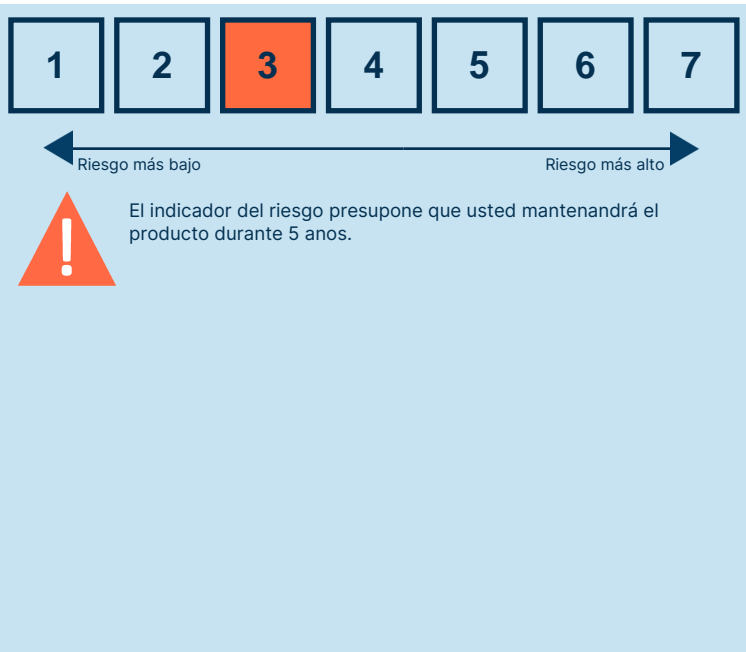 1 2 3 4 5 6 7
Riesgo más bajo Riesgo más alto
El indicador del riesgo presupone que usted mantenandrá el
producto durante 5 anos.